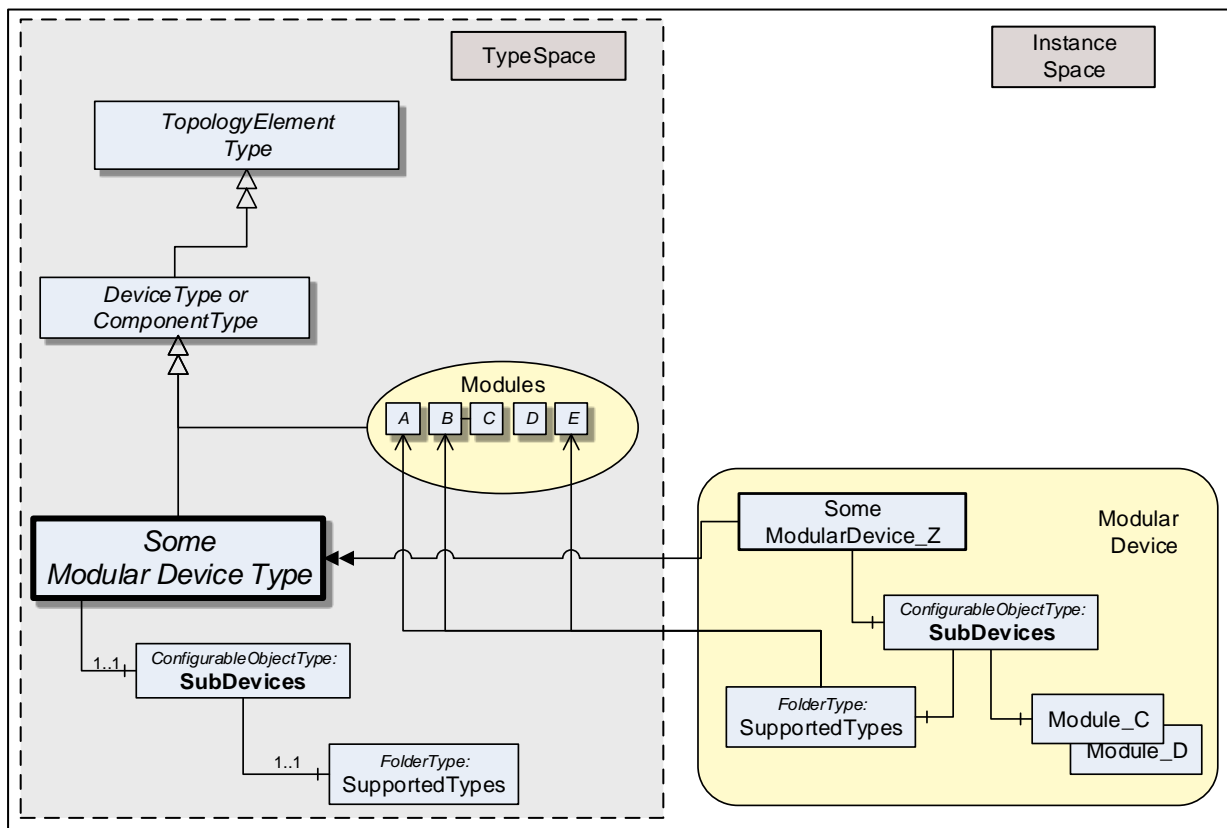 TypeSpace
Instance
Space
TopologyElement
Type
DeviceType or
ComponentType
Modules
A
B
C
D
E
Some
Modular Device Type
1..1
ConfigurableObjectType:
SubDevices
1..1
FolderType:
SupportedTypes
Some
ModularDevice_Z
Modular
Device
ConfigurableObjectType:
SubDevices
FolderType:
SupportedTypes
Module_C
Module_D